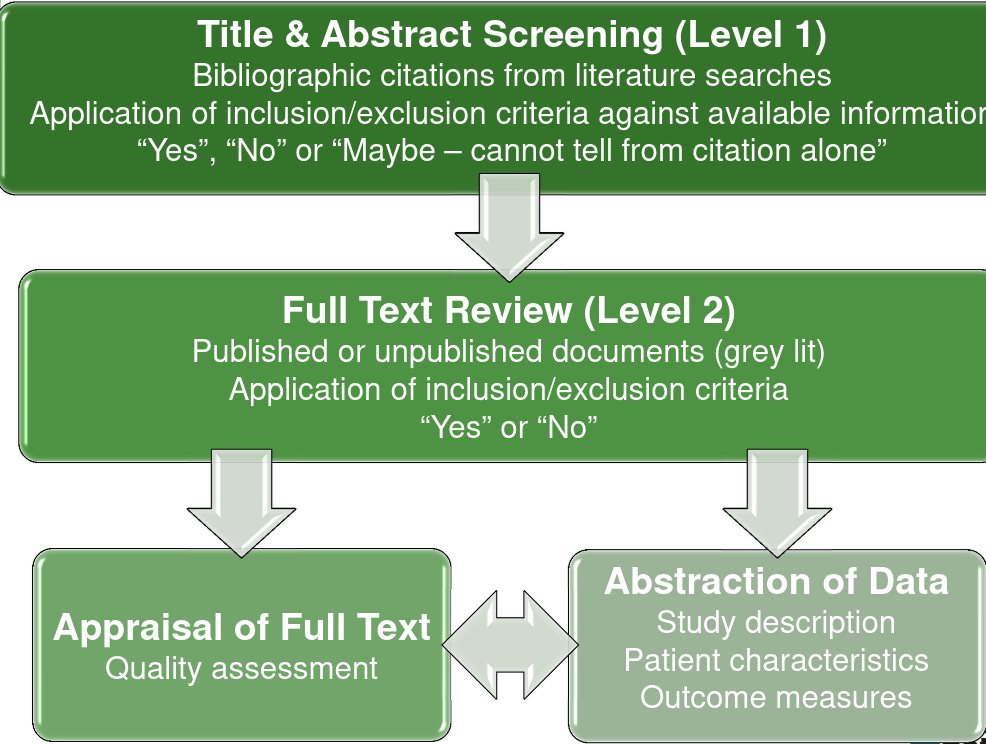 Title & Abstract Screening (Level 1)
Bibliographic citations from literature searches
Application of inclusion/exclusion criteria against available information
“Yes”, “No” or “Maybe – cannot tell from citation alone”
Full Text Review (Level 2)
Published or unpublished documents (grey lit)
Application of inclusion/exclusion criteria
“Yes” or “No”
Appraisal of Full Text
Quality assessment
Abstraction of Data
Study description
Patient characteristics
Outcome measures